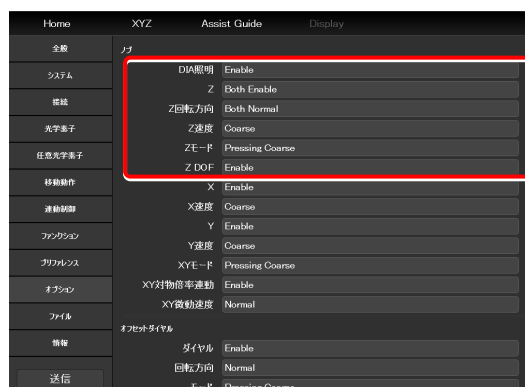 Home XYZ Assist Guide Display
全般
システム
接続
光学素子
任意光学素子
移動動作
連動制御
ファンクション
プリファレンス
オプション
ファイル
情報
送信
ノブ
DIA照明 Enable
Z Both Enable
Z回転方向 Both Normal
Z速度 Coarse
Zモード Pressing Coarse
Z DOF Enable
X Enable
X速度 Coarse
Y Enable
Y速度 Coarse
XYモード Pressing Coarse
XY対物倍率連動 Enable
XY微動速度 Normal
オフセットダイヤル
ダイヤル Enable
回転方向 Normal
モード Pressing Coarse